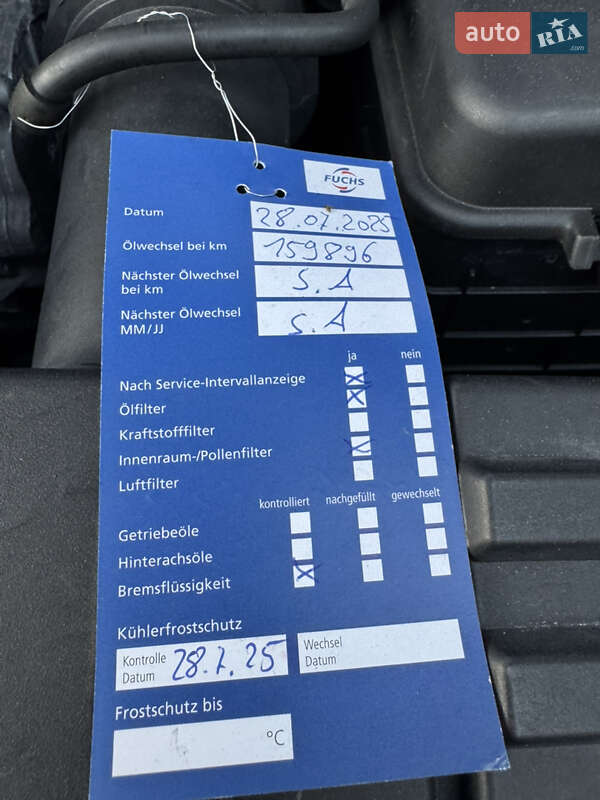 auto RIA .com
FUCHS
Datum 28.07.2025
Ölwechsel bei km 159896
Nächster Ölwechsel
bei km S.A
Nächster Ölwechsel
MM/JJ S.A
ja nein
Nach Service-Intervallanzeige
Ölfilter
Kraftstofffilter
Innenraum-/Pollenfilter
Luftfilter
kontrolliert nachgefüllt gewechselt
Getriebeöle
Hinterachsöle
Bremsflüssigkeit
Kühlerfrostschutz
Kontrolle
Datum 28.7.25
Wechsel
Datum
Frostschutz bis
°C